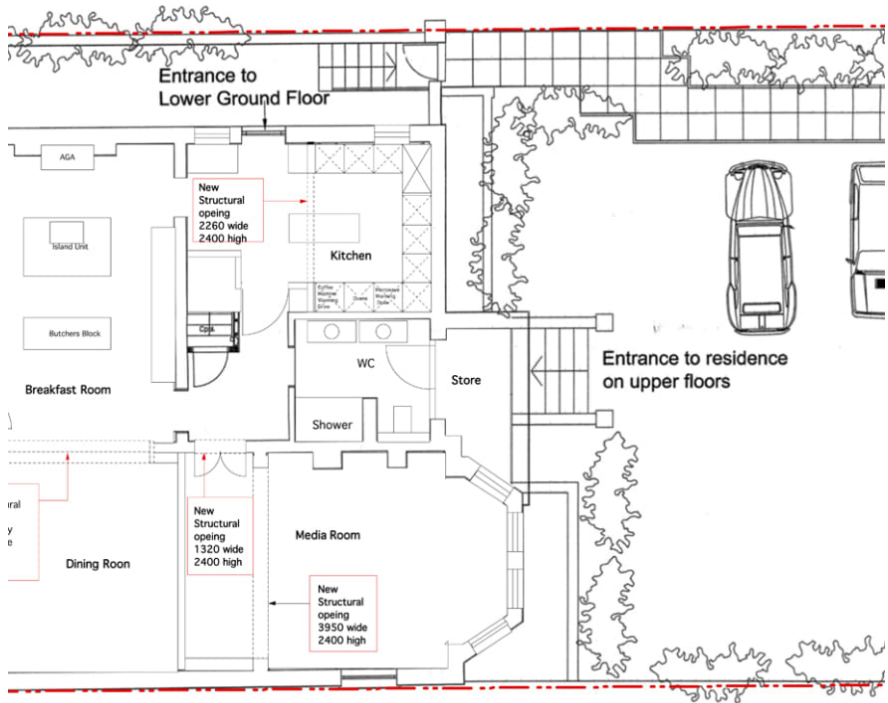 Entrance to
Lower Ground Floor
AGA
New
Structural
opeing
2260 wide
2400 high
Island Unit
Kitchen
Butchers Block
Cpd.
WC
Entrance to residence
on upper floors
Breakfast Room
Store
Shower
New
Structural
opeing
1320 wide
2400 high
Media Room
Dining Roon
New
Structural
opeing
3950 wide
2400 high